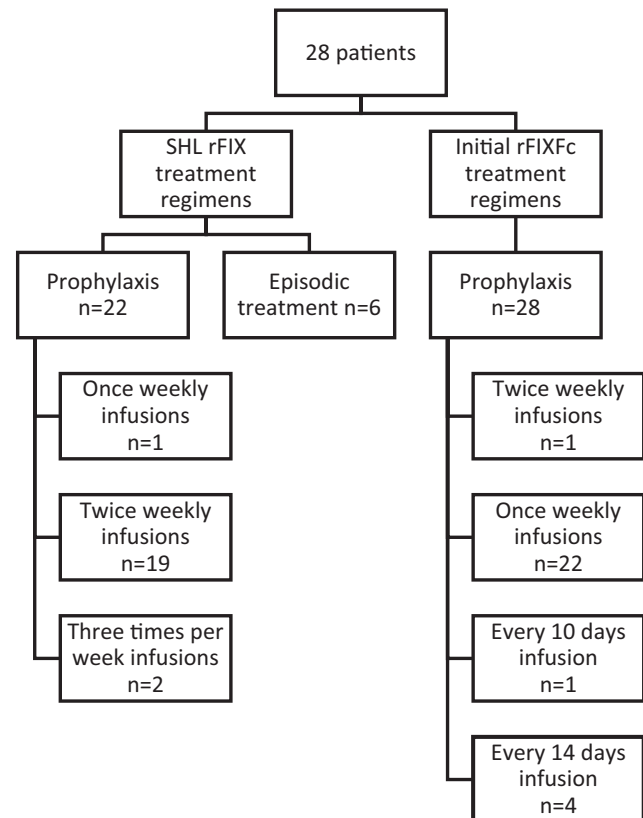 28 patients
SHL rFIX
treatment
regimens
Initial rFIXFc
treatment
regimens
Prophylaxis
n=22
Episodic
treatment n=6
Prophylaxis
n=28
Once weekly
infusions
n=1
Twice weekly
infusions
n=19
Three times per
week infusions
n=2
Twice weekly
infusions
n=1
Once weekly
infusions
n=22
Every 10 days
infusion
n=1
Every 14 days
infusion
n=4